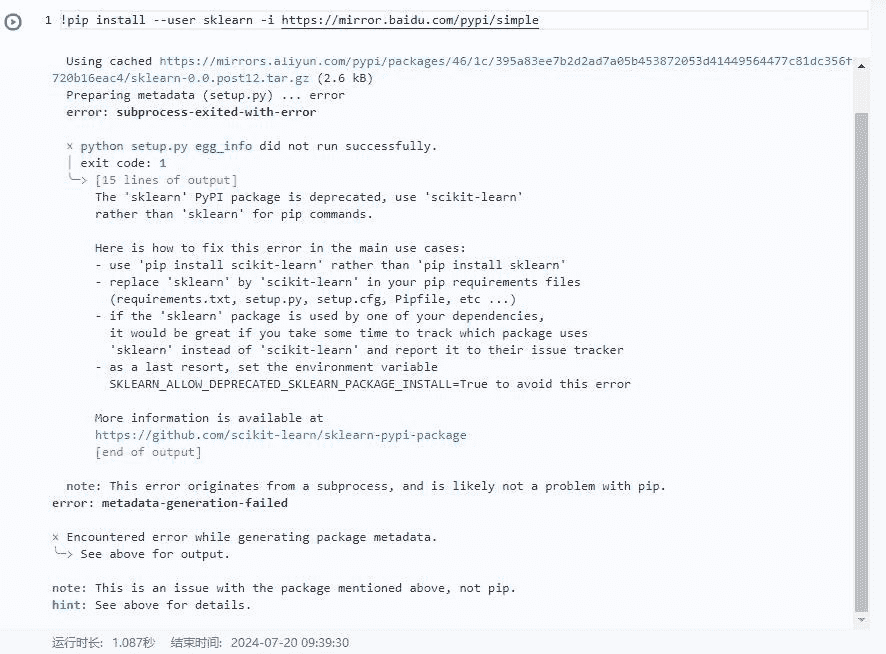 1 !pip install --user sklearn -i https://mirror.baidu.com/pypi/simple
Using cached https://mirrors.aliyun.com/pypi/packages/46/1c/395a83ee7b2d2ad7a05b453872053d41449564477c81dc356f
720b16eac4/sklearn-0.0.post12.tar.gz (2.6 kB)
Preparing metadata (setup.py) ... error
error: subprocess-exited-with-error
× python setup.py egg_info did not run successfully.
│ exit code: 1
╰─> [15 lines of output]
The 'sklearn' PyPI package is deprecated, use 'scikit-learn'
rather than 'sklearn' for pip commands.
Here is how to fix this error in the main use cases:
- use 'pip install scikit-learn' rather than 'pip install sklearn'
- replace 'sklearn' by 'scikit-learn' in your pip requirements files
(requirements.txt, setup.py, setup.cfg, Pipfile, etc ...)
- if the 'sklearn' package is used by one of your dependencies,
it would be great if you take some time to track which package uses
'sklearn' instead of 'scikit-learn' and report it to their issue tracker
- as a last resort, set the environment variable
SKLEARN_ALLOW_DEPRECATED_SKLEARN_PACKAGE_INSTALL=True to avoid this error
More information is available at
https://github.com/scikit-learn/sklearn-pypi-package
[end of output]
note: This error originates from a subprocess, and is likely not a problem with pip.
error: metadata-generation-failed
× Encountered error while generating package metadata.
╰─> See above for output.
note: This is an issue with the package mentioned above, not pip.
hint: See above for details.
运行时长: 1.087秒 结束时间: 2024-07-20 09:39:30